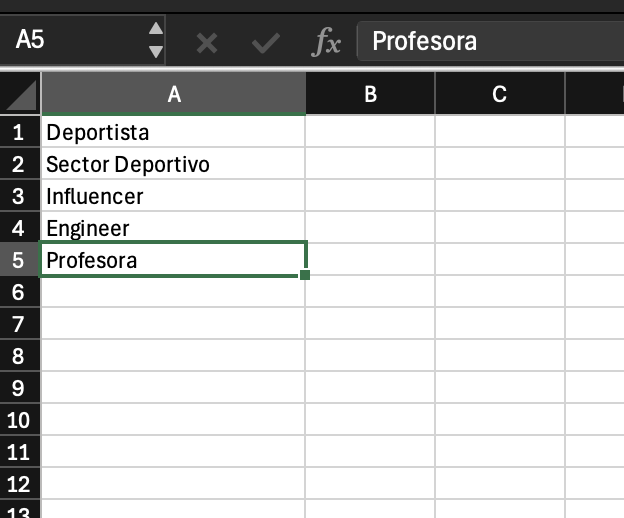 A5 fx Profesora
A B C
1 Deportista
2 Sector Deportivo
3 Influencer
4 Engineer
5 Profesora
6
7
8
9
10
11
12
13